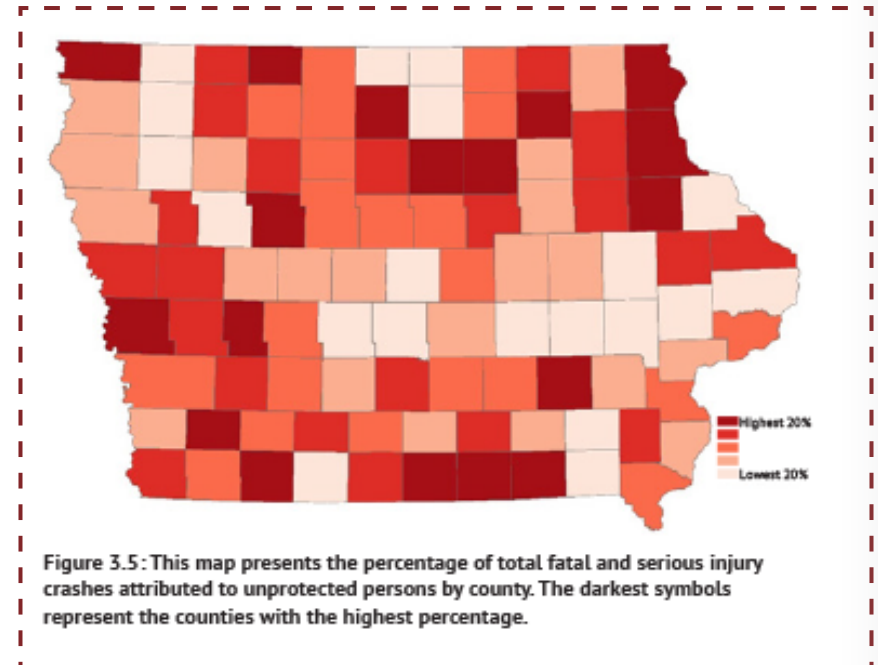 Highest 20%
Lowest 20%
Figure 3.5: This map presents the percentage of total fatal and serious injury
crashes attributed to unprotected persons by county. The darkest symbols
represent the counties with the highest percentage.